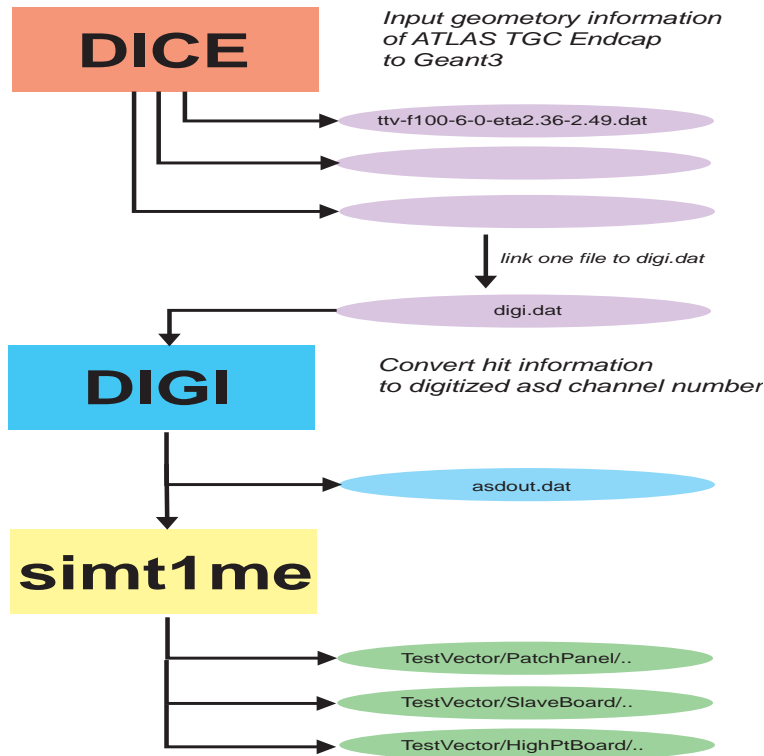 DICE
Input geometory information
of ATLAS TGC Endcap
to Geant3
ttv-f100-6-0-eta2.36-2.49.dat
link one file to digi.dat
digi.dat
DIGI
Convert hit information
to digitized asd channel number
asdout.dat
simt1me
TestVector/PatchPanel/..
TestVector/SlaveBoard/..
TestVector/HighPtBoard/..